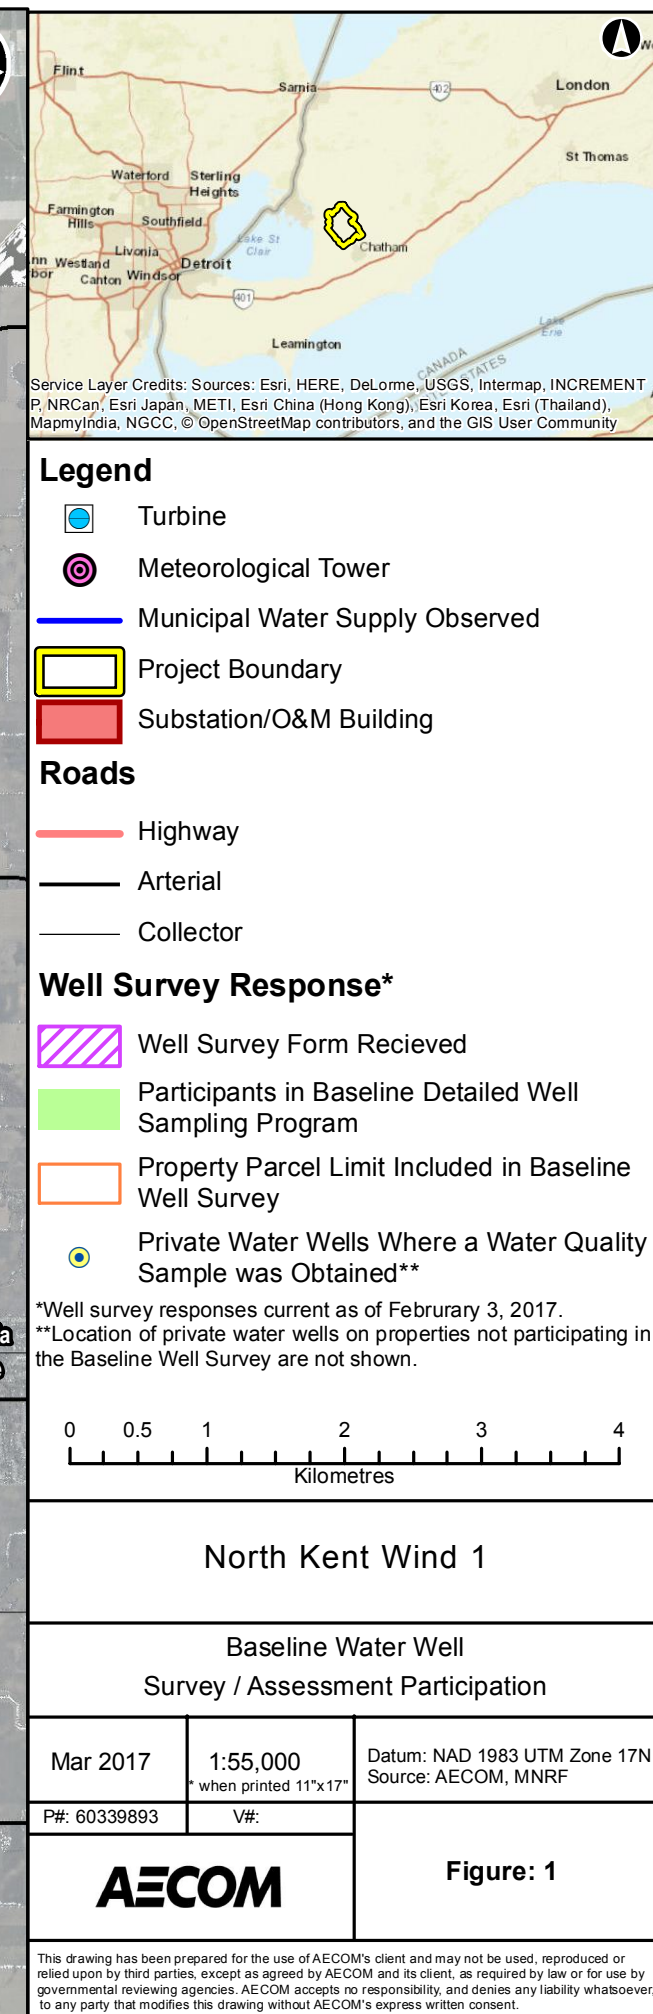 Flint
Sarnia
402
London
St Thomas
Waterford
Sterling
Heights
Farmington
Hills
Southfield
Lake St
Clair
Chatham
Livonia
Westland
Detroit
Canton
Windsor
401
Leamington
Lake
Erie
CANADA
Service Layer Credits: Sources: Esri, HERE, DeLorme, USGS, Intermap, INCREMENT
P, NRCan, Esri Japan, METI, Esri China (Hong Kong), Esri Korea, Esri (Thailand),
MapmyIndia, NGCC, © OpenStreetMap contributors, and the GIS User Community
Legend
Turbine
Meteorological Tower
Municipal Water Supply Observed
Project Boundary
Substation/O&M Building
Roads
Highway
Arterial
Collector
Well Survey Response*
Well Survey Form Recieved
Participants in Baseline Detailed Well
Sampling Program
Property Parcel Limit Included in Baseline
Well Survey
Private Water Wells Where a Water Quality
Sample was Obtained**
*Well survey responses current as of Februrary 3, 2017.
**Location of private water wells on properties not participating in
the Baseline Well Survey are not shown.
0 0.5 1 2 3 4
Kilometres
North Kent Wind 1
Baseline Water Well
Survey / Assessment Participation
Mar 2017
1:55,000
* when printed 11"x17"
Datum: NAD 1983 UTM Zone 17N
Source: AECOM, MNRF
P#: 60339893
V#:
AECOM
Figure: 1
This drawing has been prepared for the use of AECOM's client and may not be used, reproduced or
relied upon by third parties, except as agreed by AECOM and its client, as required by law or for use by
governmental reviewing agencies. AECOM accepts no responsibility, and denies any liability whatsoever,
to any party that modifies this drawing without AECOM's express written consent.